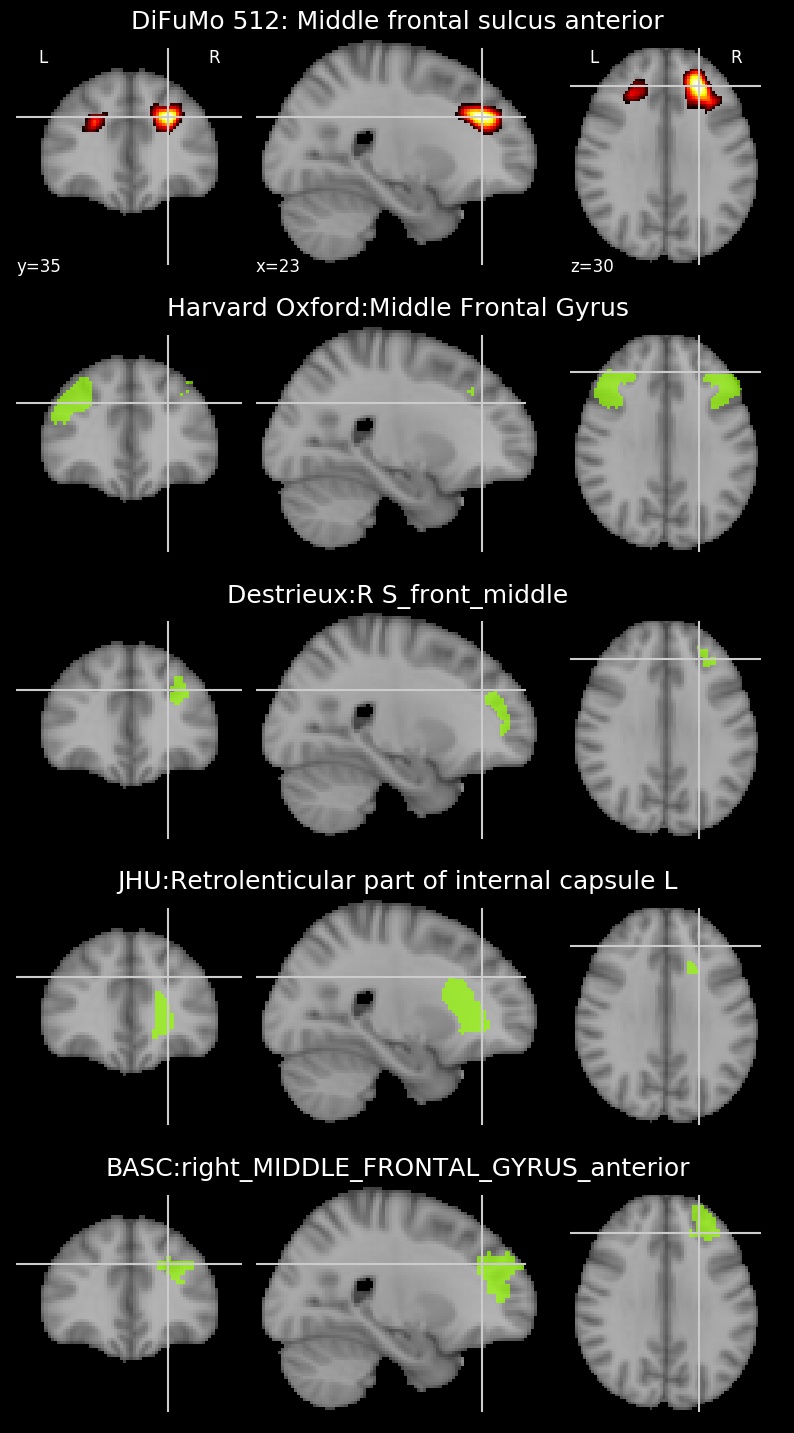 DiFuMo 512: Middle frontal sulcus anterior
L R L R
y=35 x=23 z=30
Harvard Oxford:Middle Frontal Gyrus
Destrieux:R S_front_middle
JHU:Retrolenticular part of internal capsule L
BASC:right_MIDDLE_FRONTAL_GYRUS_anterior